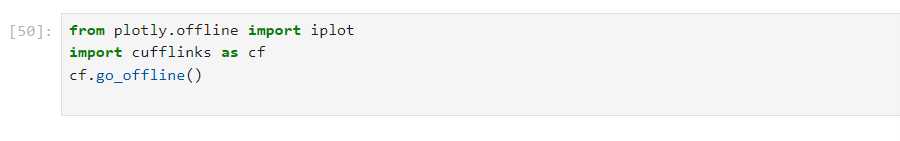 [50]: from plotly.offline import iplot
import cufflinks as cf
cf.go_offline()